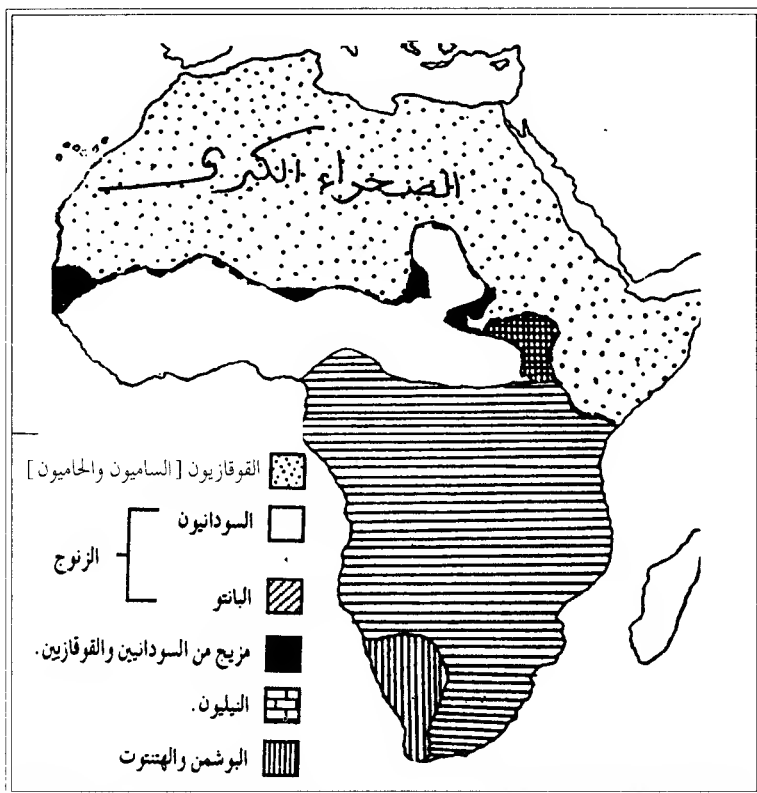 الصحراء الكبرى
القوقازيون [الساميون والحاميون]
السودانيون
الزنوج
البانتو
مزيج من السودانيين والقوقازيين.
النيليون.
البوشمن والهتنتوت